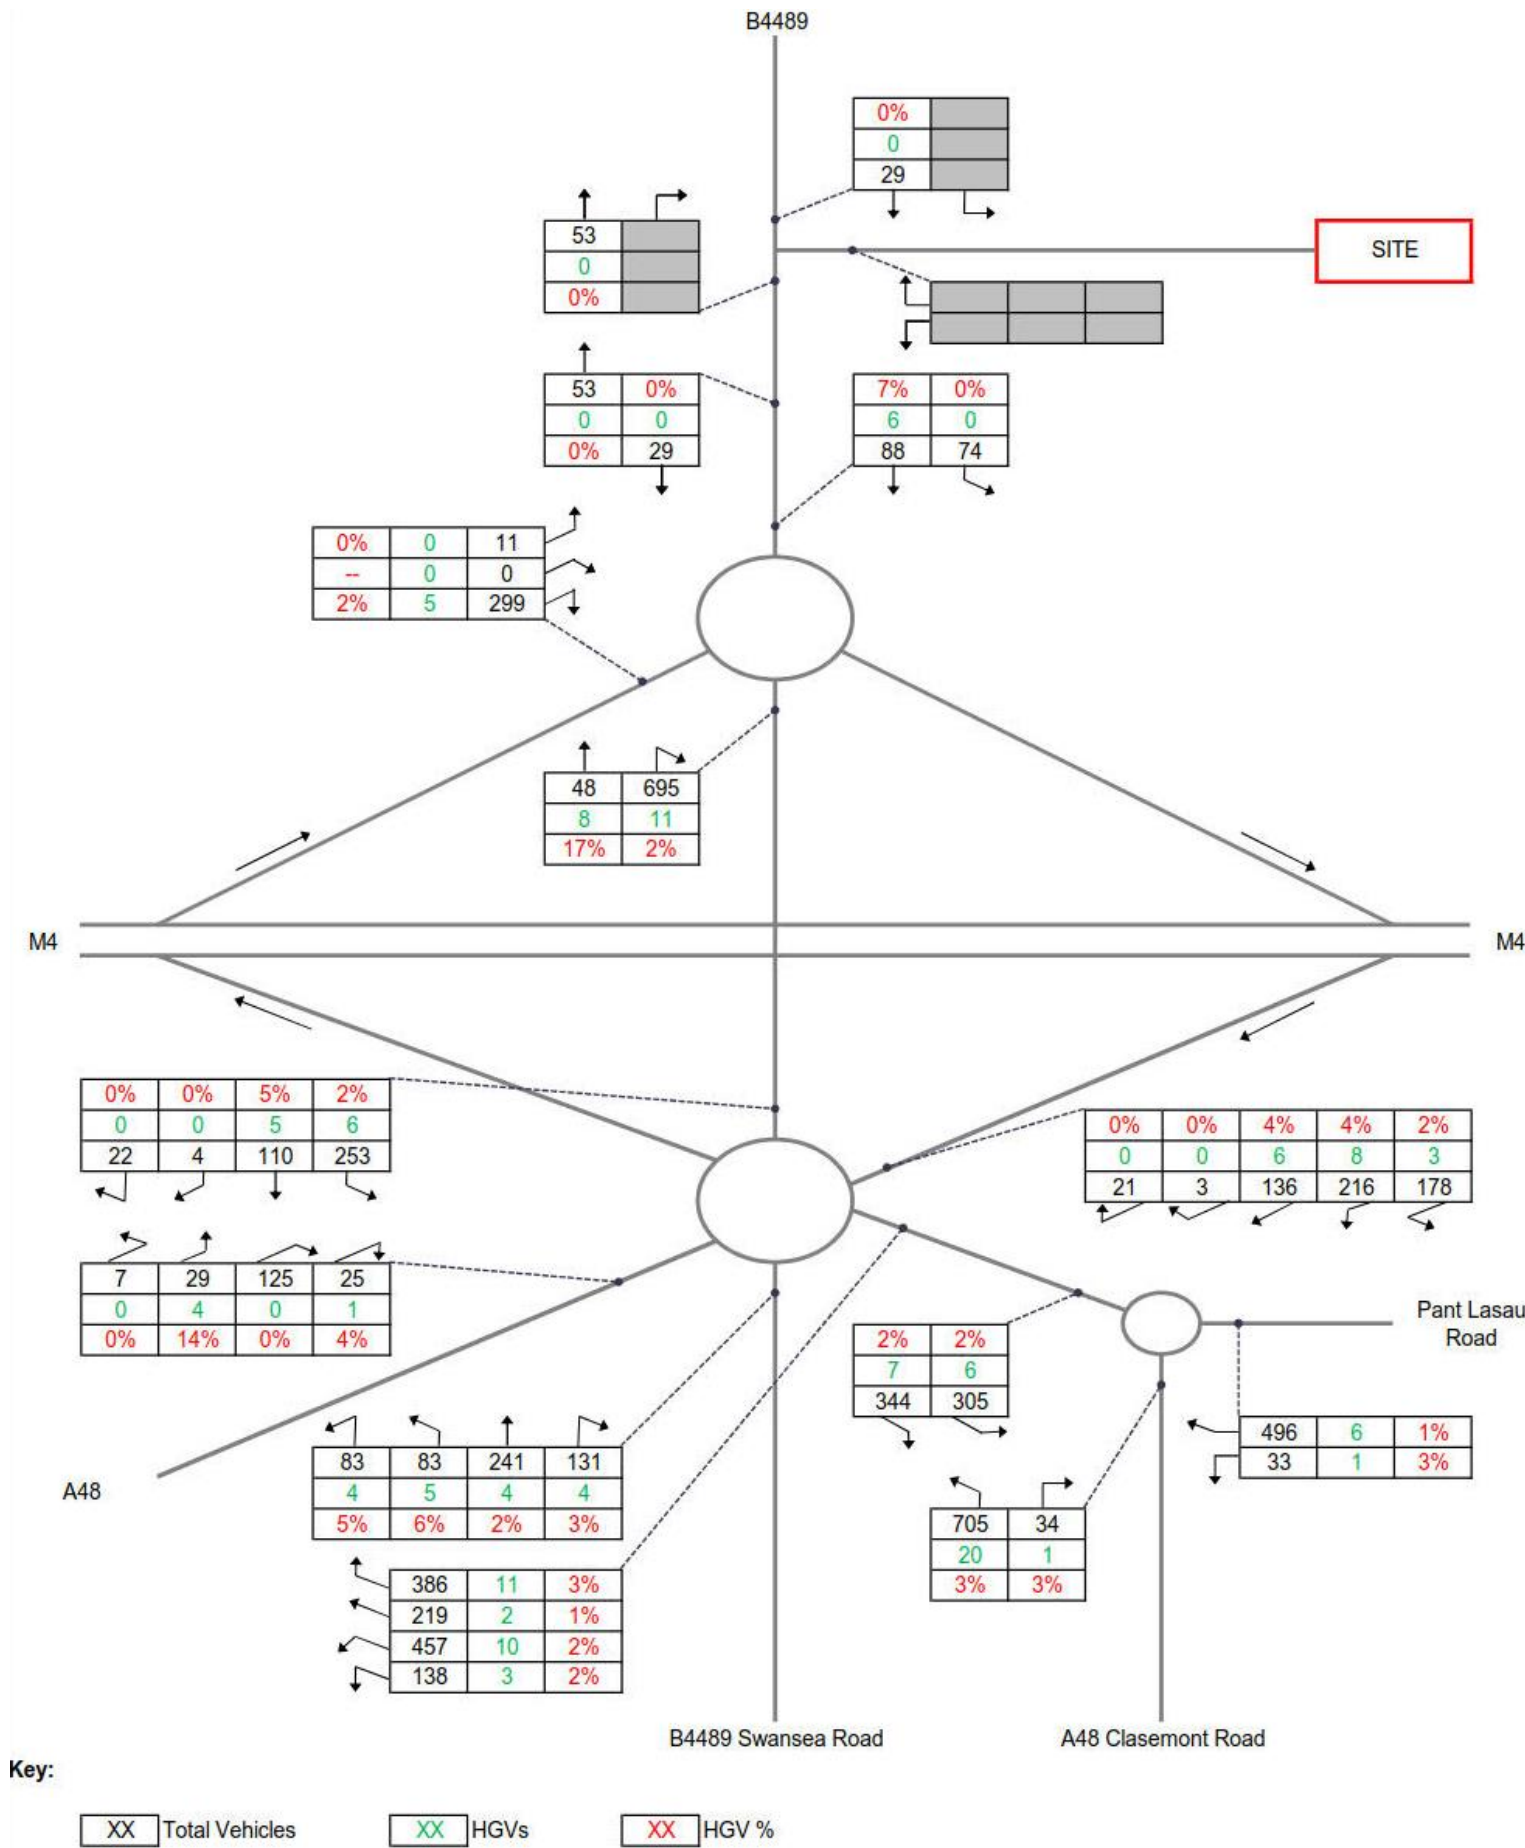 B4489
0%
0
29
53
0
0%
SITE
53 0%
0 0
0% 29
7% 0%
6 0
88 74
0% 0 11
-- 0 0
2% 5 299
48 695
8 11
17% 2%
M4
M4
0% 0% 5% 2%
0 0 5 6
22 4 110 253
0% 0% 4% 4% 2%
0 0 6 8 3
21 3 136 216 178
7 29 125 25
0 4 0 1
0% 14% 0% 4%
Pant Lasau
Road
2% 2%
7 6
344 305
496 6 1%
33 1 3%
83 83 241 131
4 5 4 4
5% 6% 2% 3%
A48
705 34
20 1
3% 3%
386 11 3%
219 2 1%
457 10 2%
138 3 2%
B4489 Swansea Road
A48 Clasemont Road
Key:
XX Total Vehicles XX HGVs XX HGV %